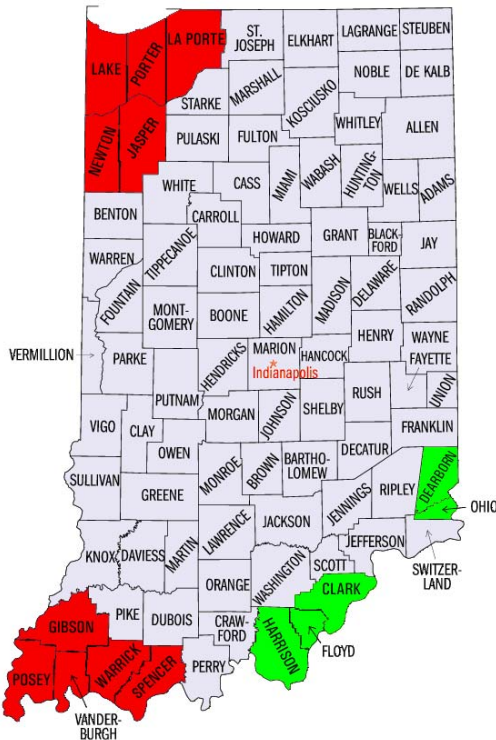 LAKE
PORTER
LA PORTE
ST.
JOSEPH
ELKHART
LAGRANGE
STEUBEN
NOBLE
DE KALB
STARKE
MARSHALL
KOSCIUSKO
NEWTON
JASPER
PULASKI
FULTON
WHITLEY
ALLEN
WHITE
CASS
MIAMI
WABASH
HUNTING-
TON
WELLS
ADAMS
BENTON
CARROLL
HOWARD
GRANT
BLACK-
FORD
JAY
WARREN
TIPPECANOE
CLINTON
TIPTON
DELAWARE
RANDOLPH
FOUNTAIN
MONT-
GOMERY
BOONE
HAMILTON
MADISON
HENRY
WAYNE
VERMILLION
PARKE
HENDRICKS
MARION
Indianapolis
HANCOCK
FAYETTE
UNION
PUTNAM
RUSH
VIGO
CLAY
MORGAN
JOHNSON
SHELBY
FRANKLIN
OWEN
DECATUR
SULLIVAN
MONROE
BROWN
BARTHO-
LOMEW
RIPLEY
DEARBORN
GREENE
JENNINGS
OHIO
KNOX
DAVIESS
MARTIN
LAWRENCE
JACKSON
JEFFERSON
SWITZER-
LAND
ORANGE
WASHINGTON
SCOTT
CLARK
GIBSON
PIKE
DUBOIS
CRAW-
FORD
HARRISON
FLOYD
POSEY
WARRICK
SPENCER
PERRY
VANDER-
BURGH